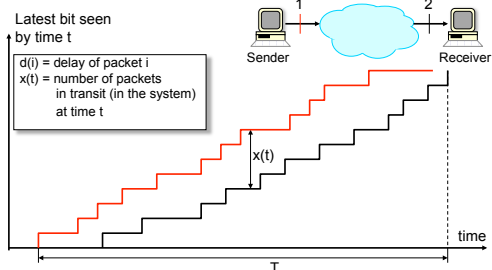 Latest bit seen
by time t
1
2
Sender
Receiver
d(i) = delay of packet i
x(t) = number of packets
in transit (in the system)
at time t
x(t)
time
T